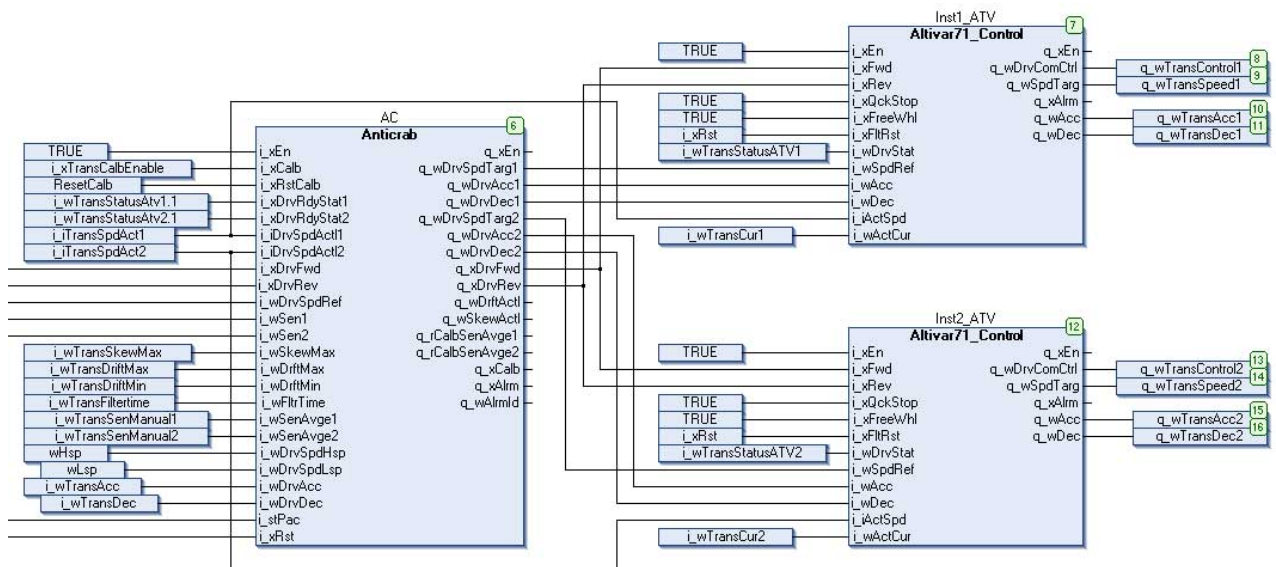 Inst1_ATV
7
Altivar71_Control
TRUE
i_xEn
q_xEn
i_xFwd
q_wDrvComCtrl
q_wTransControl1
8
i_xRev
q_wSpdTarg
q_wTransSpeed1
9
TRUE
i_xQckStop
q_xAlrm
TRUE
i_xFreeWhl
q_wAcc
q_wTransAcc1
10
i_xRst
i_xFltRst
q_wDec
q_wTransDec1
11
i_wTransStatusATV1
i_wDrvStat
i_wSpdRef
i_wAcc
i_wDec
i_iActSpd
i_wTransCur1
i_wActCur
AC
6
Anticrab
TRUE
i_xEn
q_xEn
i_xTransCalbEnable
i_xCalb
q_wDrvSpdTarg1
ResetCalb
i_xRstCalb
q_wDrvAcc1
i_wTransStatusAtv1.1
i_xDrvRdyStat1
q_wDrvDec1
i_wTransStatusAtv2.1
i_xDrvRdyStat2
q_wDrvSpdTarg2
i_iTransSpdAct1
i_iDrvSpdActl1
q_wDrvAcc2
i_iTransSpdAct2
i_iDrvSpdActl2
q_wDrvDec2
i_xDrvFwd
q_xDrvFwd
i_xDrvRev
q_xDrvRev
i_wDrvSpdRef
q_wDrftActl
i_wSen1
q_wSkewActl
i_wSen2
q_rCalbSenAvge1
i_wTransSkewMax
i_wSkewMax
q_rCalbSenAvge2
i_wTransDriftMax
i_wDrftMax
q_xCalb
i_wTransDriftMin
i_wDrftMin
q_xAlrm
i_wTransFiltertime
i_wFltrTime
q_wAlrmId
i_wTransSenManual1
i_wSenAvge1
i_wTransSenManual2
i_wSenAvge2
wHsp
i_wDrvSpdHsp
wLsp
i_wDrvSpdLsp
i_wTransAcc
i_wDrvAcc
i_wTransDec
i_wDrvDec
i_stPac
i_xRst
Inst2_ATV
12
Altivar71_Control
TRUE
i_xEn
q_xEn
i_xFwd
q_wDrvComCtrl
q_wTransControl2
13
i_xRev
q_wSpdTarg
q_wTransSpeed2
14
TRUE
i_xQckStop
q_xAlrm
TRUE
i_xFreeWhl
q_wAcc
q_wTransAcc2
15
i_xRst
i_xFltRst
q_wDec
q_wTransDec2
16
i_wTransStatusATV2
i_wDrvStat
i_wSpdRef
i_wAcc
i_wDec
i_iActSpd
i_wTransCur2
i_wActCur